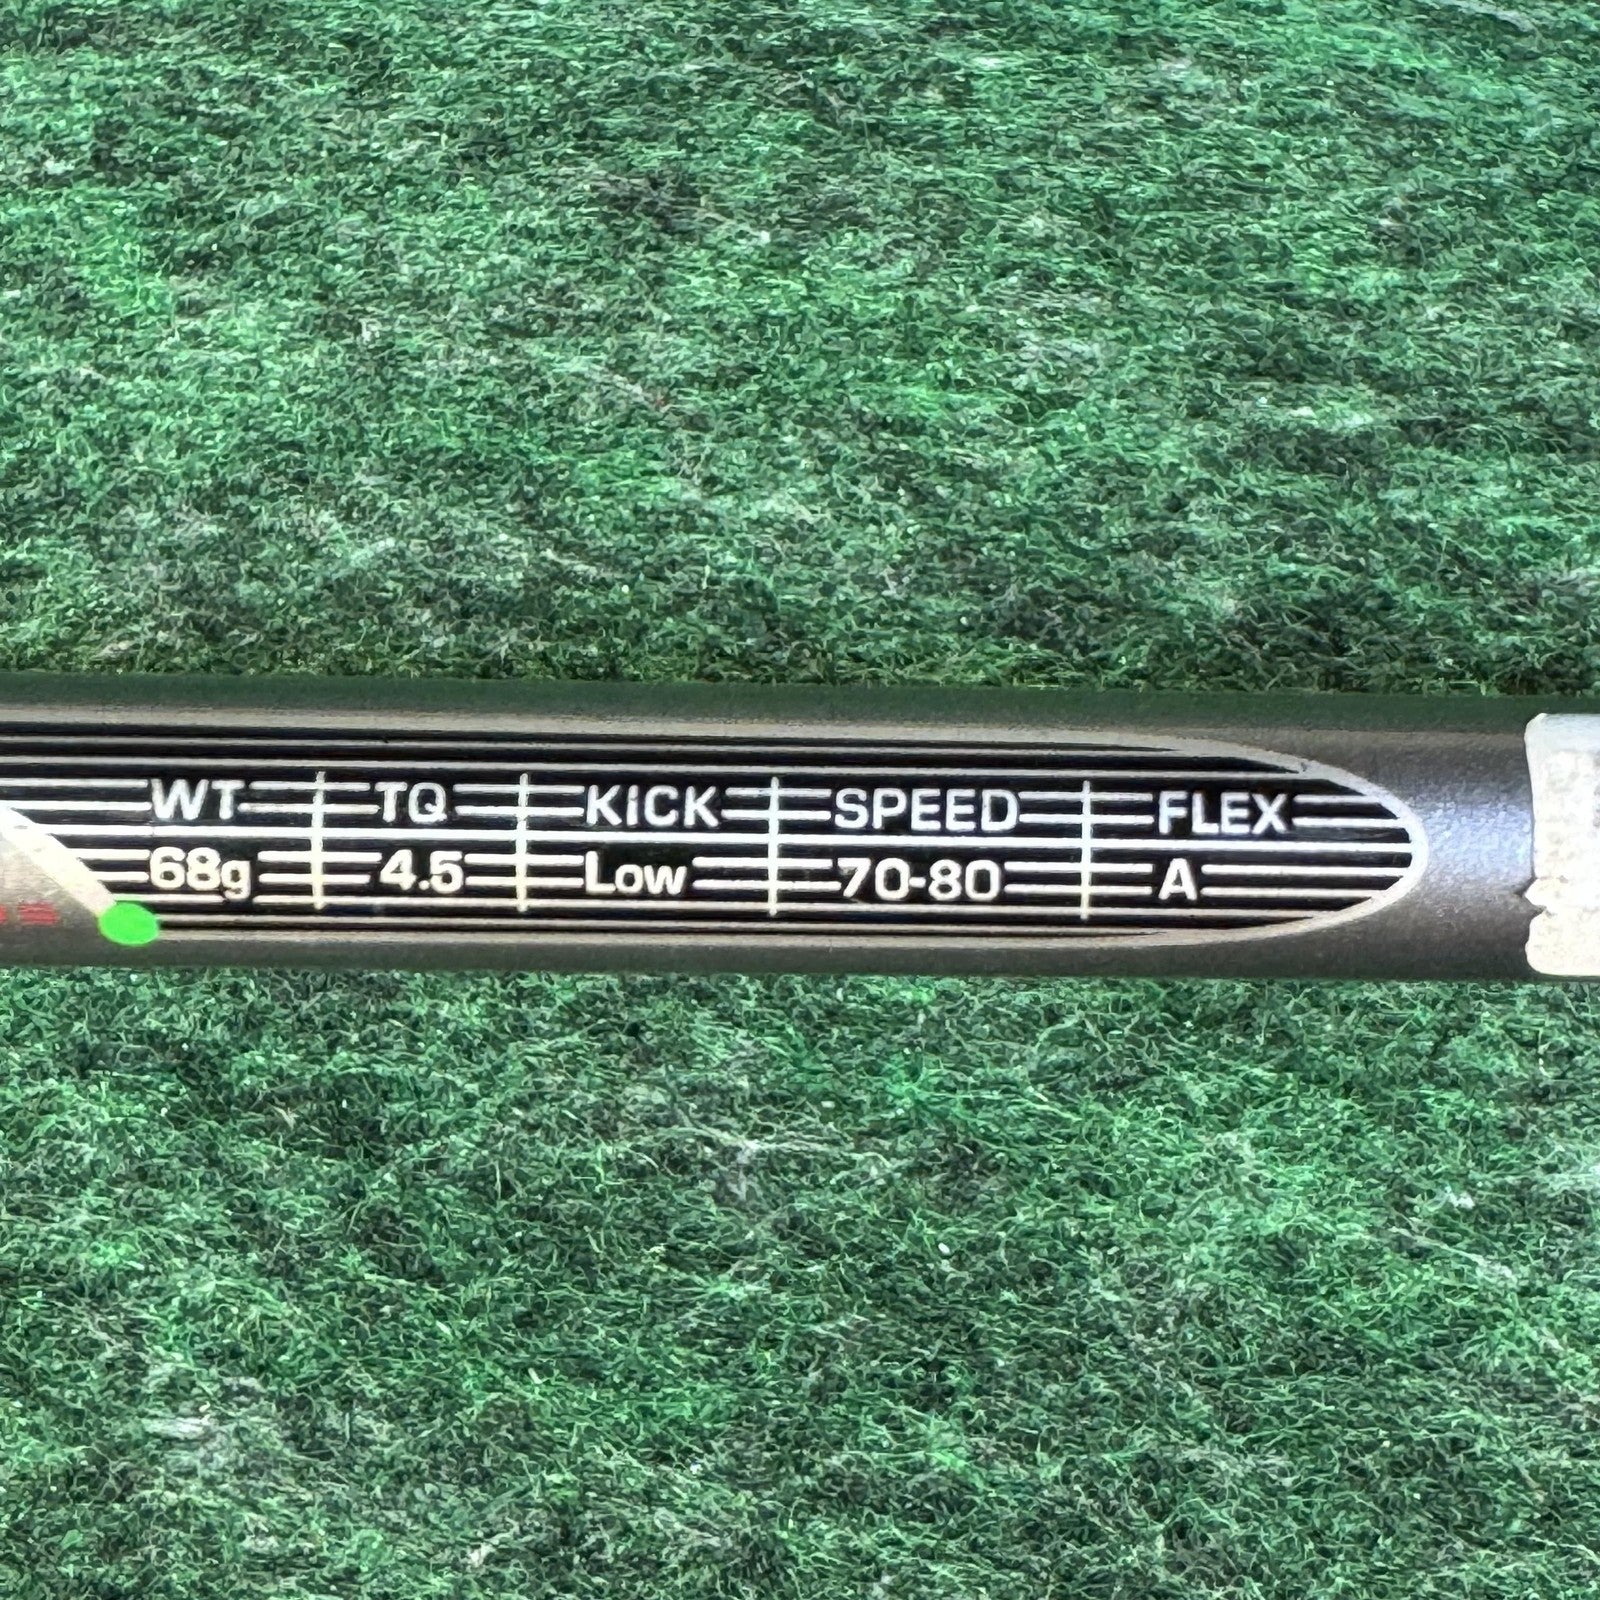 WT TQ KICK SPEED FLEX
68g 4.5 Low 70-80 A